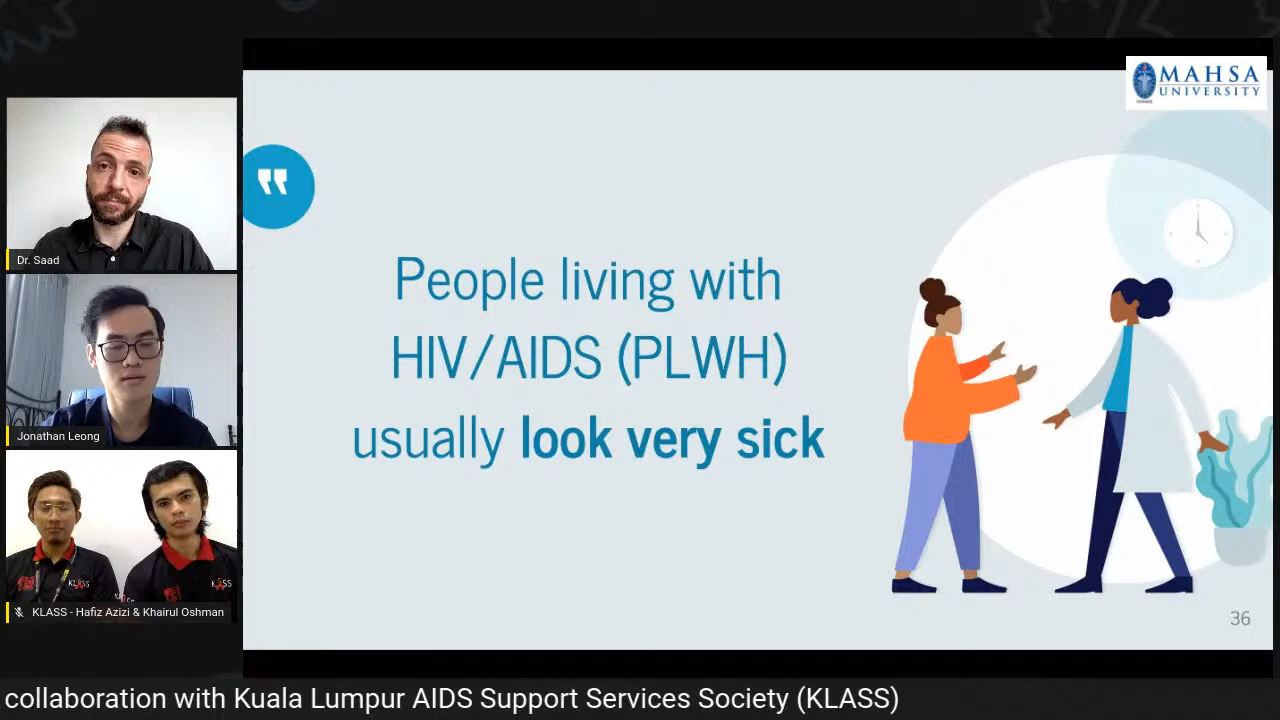 MAHSA
UNIVERSITY
Dr. Saad
Jonathan Leong
KLASS
KLASS - Hafiz Azizi & Khairul Oshman
People living with
HIV/AIDS (PLWH)
usually look very sick
36
collaboration with Kuala Lumpur AIDS Support Services Society (KLASS)